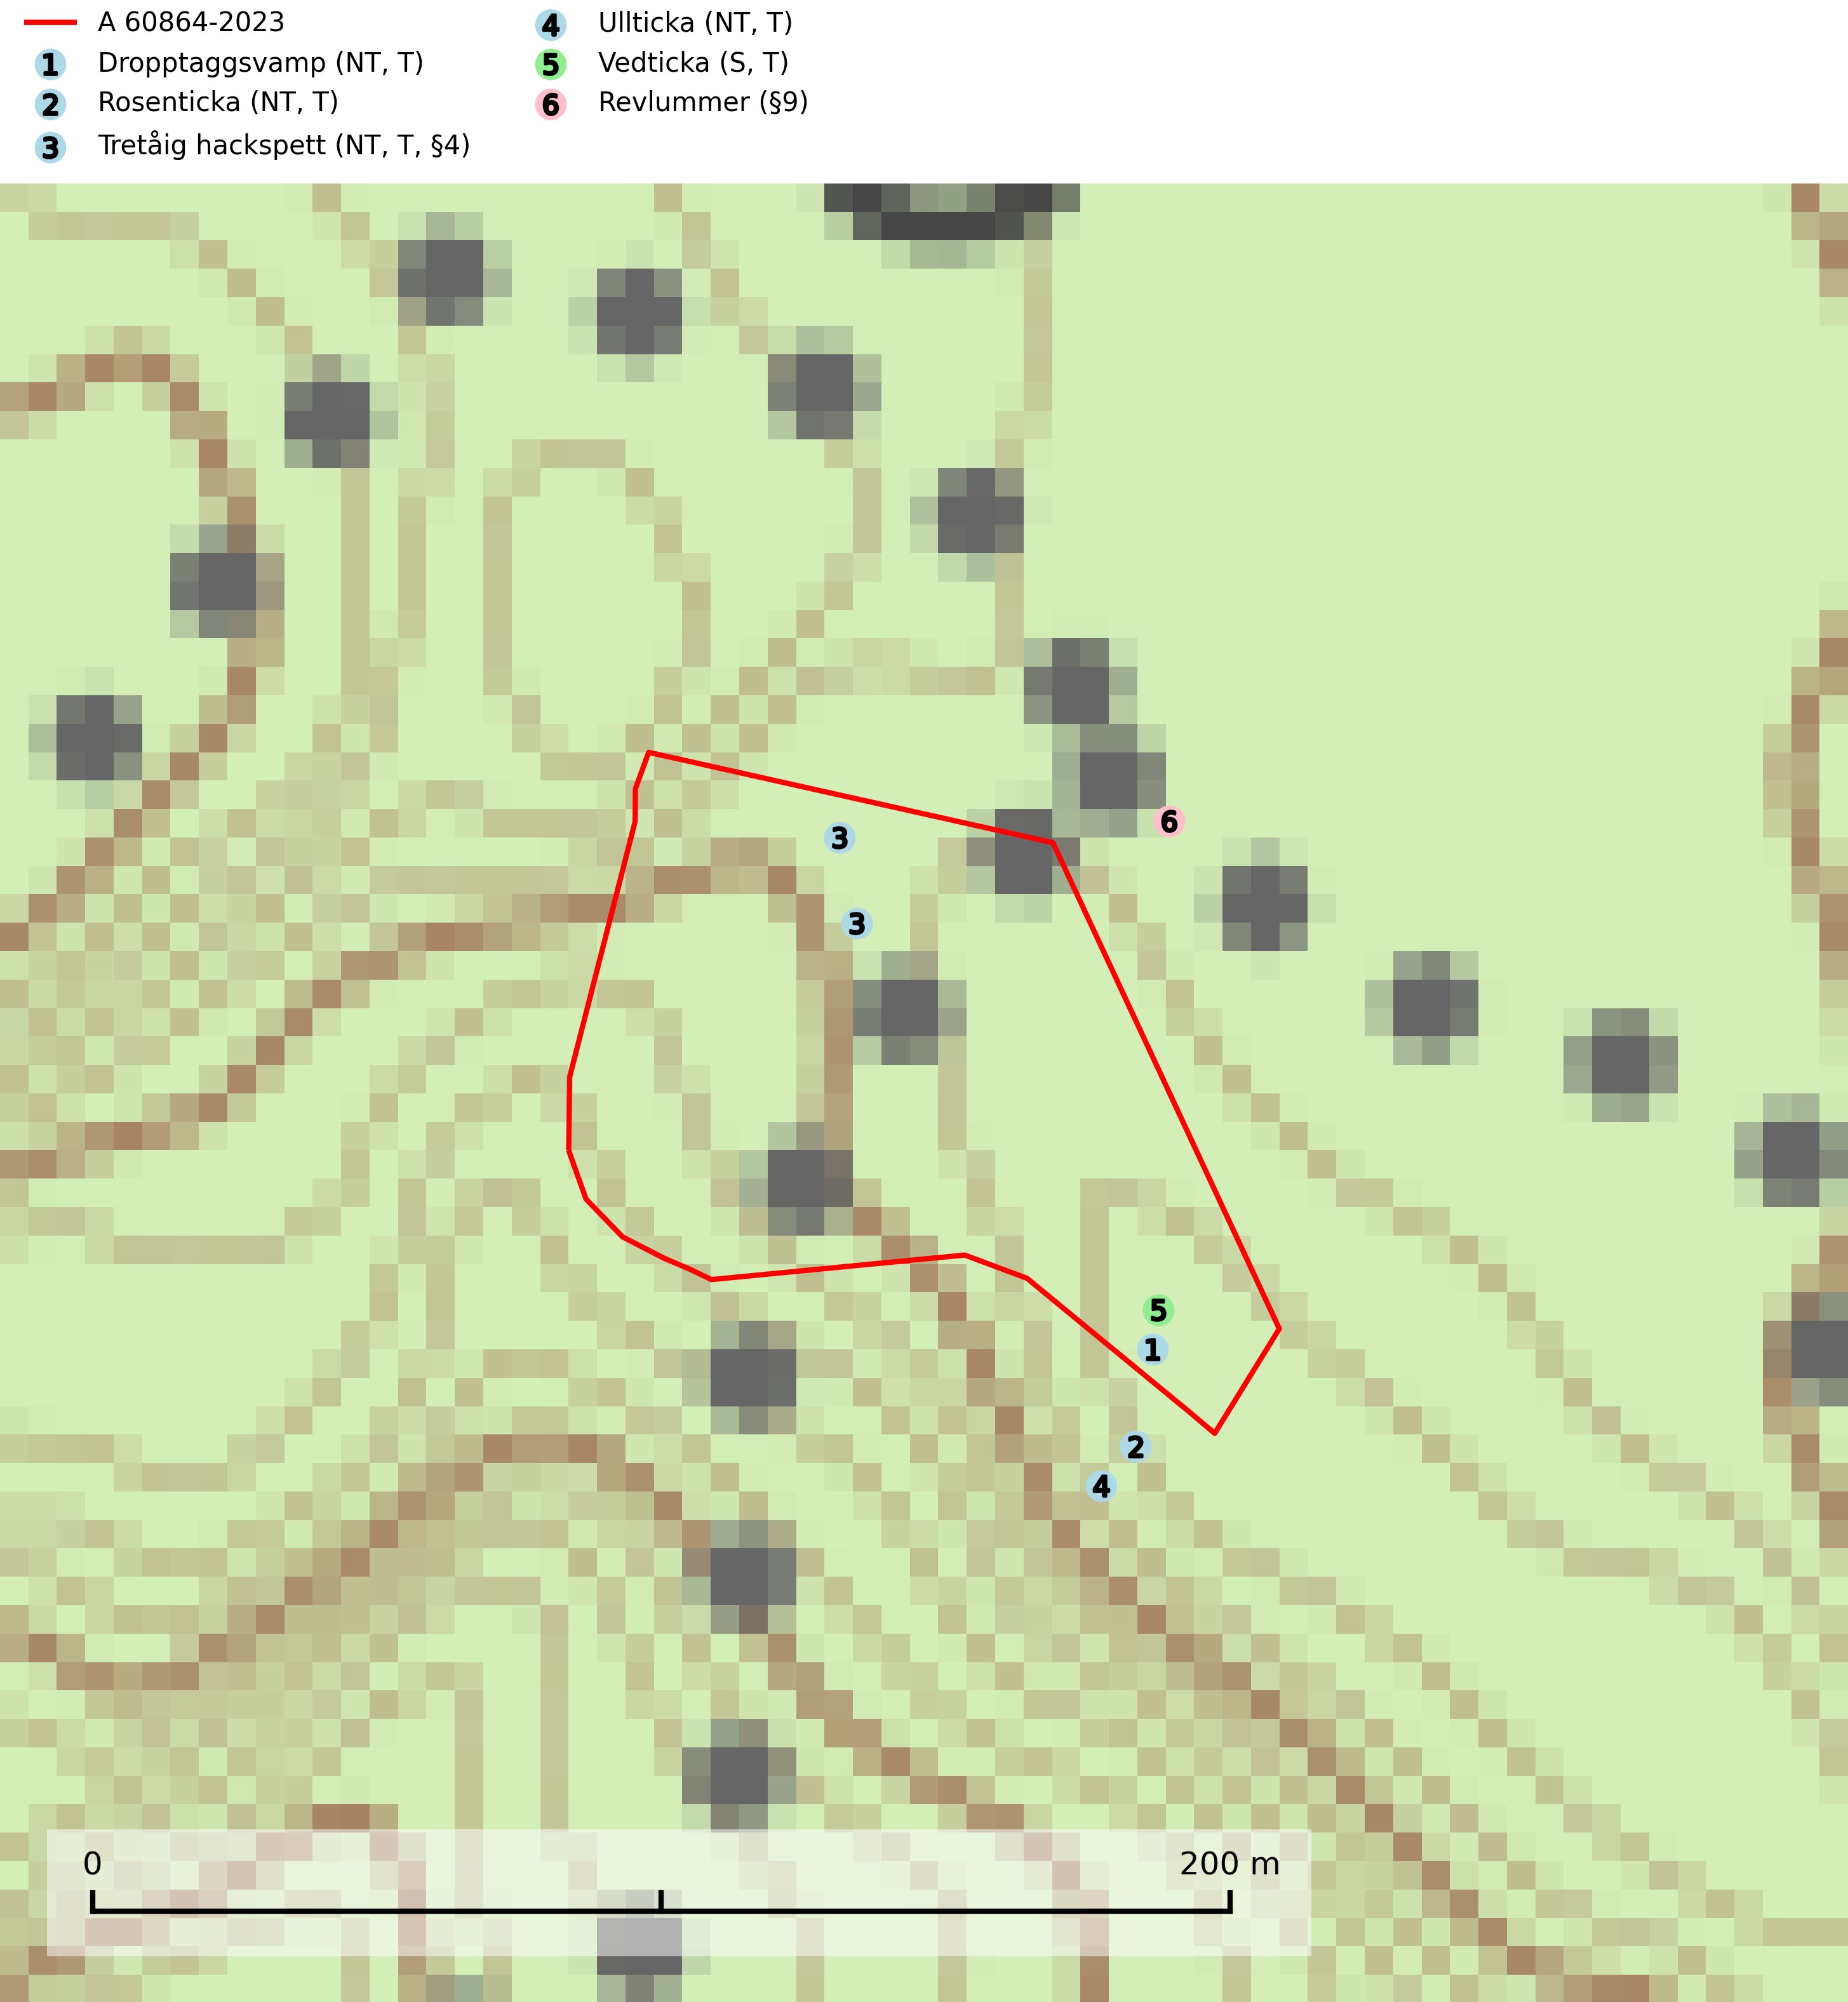 A 60864-2023
1 Dropptaggsvamp (NT, T)
2 Rosenticka (NT, T)
3 Tretåig hackspett (NT, T, §4)
4 Ullticka (NT, T)
5 Vedticka (S, T)
6 Revlummer (§9)
3
6
3
5
1
2
4
0 200 m